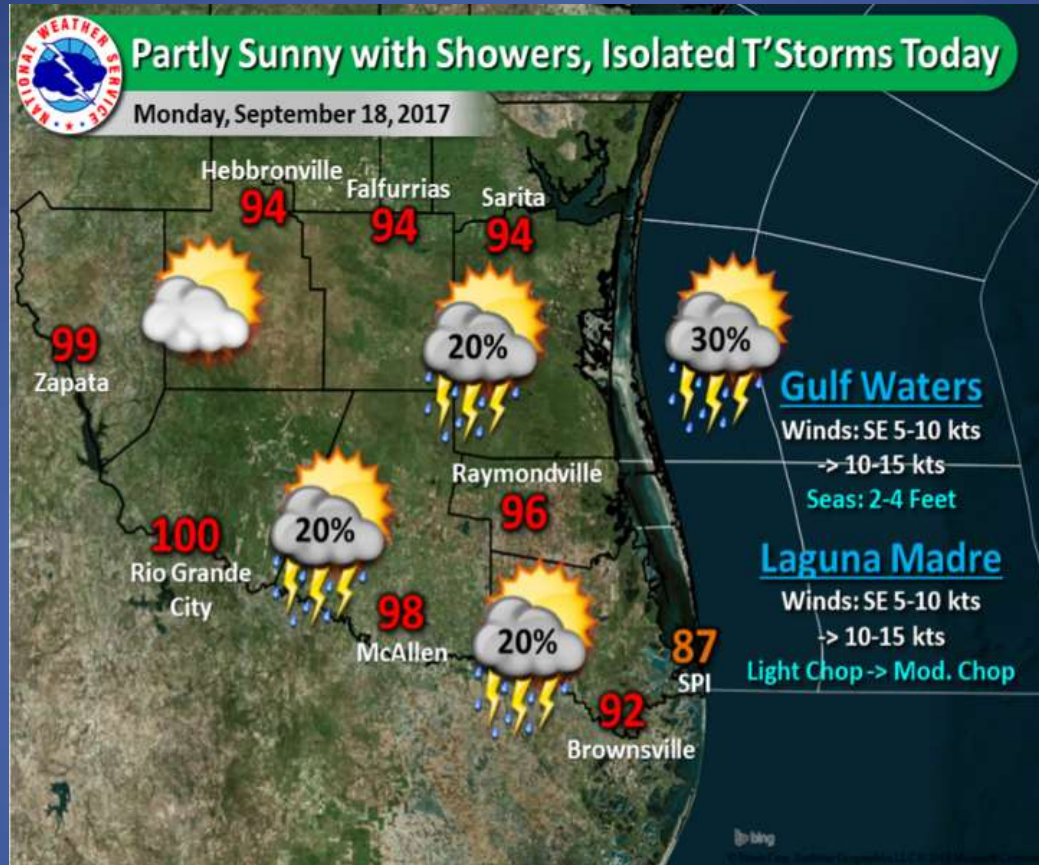 NATIONAL WEATHER SERVICE
Partly Sunny with Showers, Isolated T'Storms Today
Monday, September 18, 2017
Hebbronville
94
Falfurrias
94
Sarita
94
99
Zapata
20%
30%
Gulf Waters
Winds: SE 5-10 kts
-> 10-15 kts
Seas: 2-4 Feet
Raymondville
96
100
Rio Grande
City
20%
98
McAllen
20%
87
SPI
92
Brownsville
Laguna Madre
Winds: SE 5-10 kts
-> 10-15 kts
Light Chop -> Mod. Chop
bing